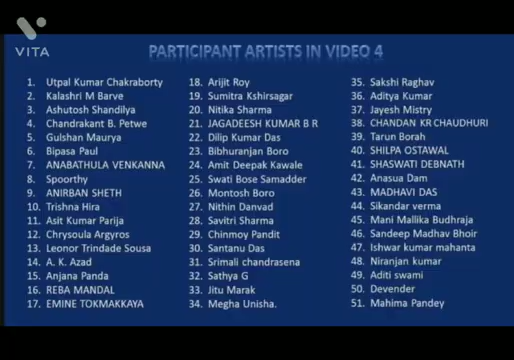 VITA
PARTICIPANT ARTISTS IN VIDEO 4
1. Utpal Kumar Chakraborty
2. Kalashri M Barve
3. Ashutosh Shandilya
4. Chandrakant B. Petwe
5. Gulshan Maurya
6. Bipasa Paul
7. ANABATHULA VENKANNA
8. Spoorthy
9. ANIRBAN SHETH
10. Trishna Hira
11. Asit Kumar Parija
12. Chrysoula Argyros
13. Leonor Trindade Sousa
14. A. K. Azad
15. Anjana Panda
16. REBA MANDAL
17. EMINE TOKMAKKAYA
18. Arijit Roy
19. Sumitra Kshirsagar
20. Nitika Sharma
21. JAGADEESH KUMAR B R
22. Dilip Kumar Das
23. Bibhuranjan Boro
24. Amit Deepak Kawale
25. Swati Bose Samadder
26. Montosh Boro
27. Nithin Danvad
28. Savitri Sharma
29. Chinmoy Pandit
30. Santanu Das
31. Srimali chandrasena
32. Sathya G
33. Jitu Marak
34. Megha Unisha.
35. Sakshi Raghav
36. Aditya Kumar
37. Jayesh Mistry
38. CHANDAN KR CHAUDHURI
39. Tarun Borah
40. SHILPA OSTAWAL
41. SHASWATI DEBNATH
42. Anasua Dam
43. MADHAVI DAS
44. Sikandar verma
45. Mani Mallika Budhraja
46. Sandeep Madhav Bhoir
47. Ishwar kumar mahanta
48. Niranjan kumar
49. Aditi swami
50. Devender
51. Mahima Pandey